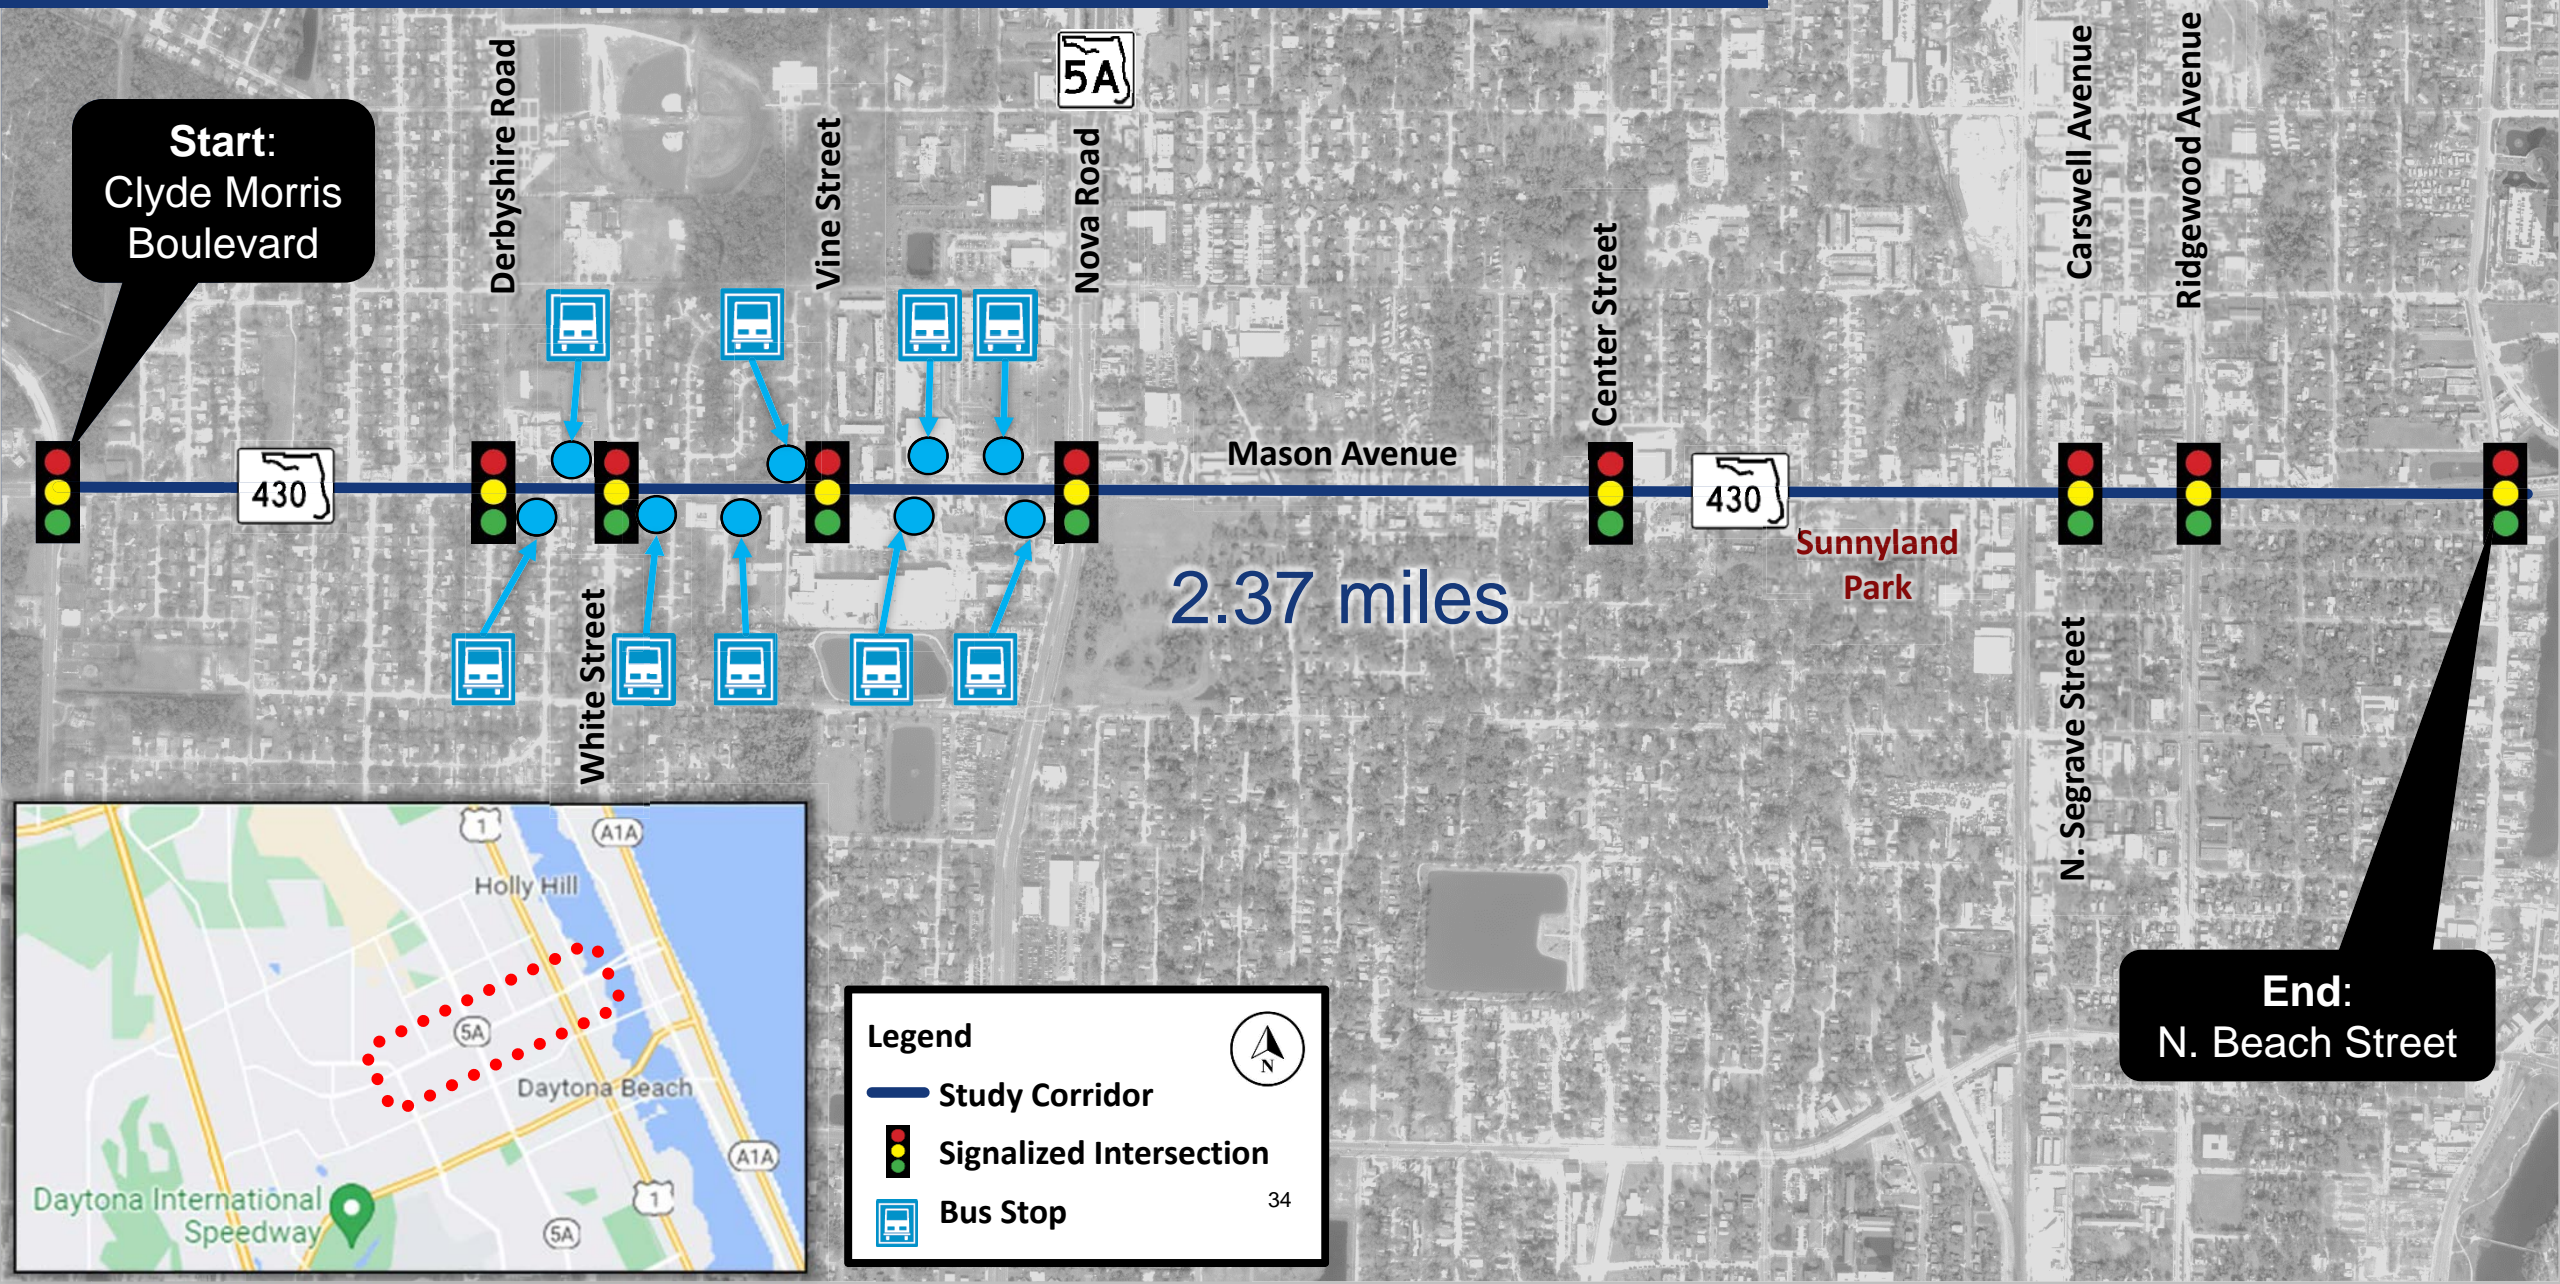 5A
Start:
Clyde Morris
Boulevard
Derbyshire Road
Vine Street
Nova Road
Center Street
Carswell Avenue
Ridgewood Avenue
430
Mason Avenue
430
Sunnyland
Park
2.37 miles
White Street
N. Segrave Street
End:
N. Beach Street
1
A1A
Holly Hill
5A
Daytona Beach
A1A
1
5A
Daytona International
Speedway
Legend
N
Study Corridor
Signalized Intersection
Bus Stop
34